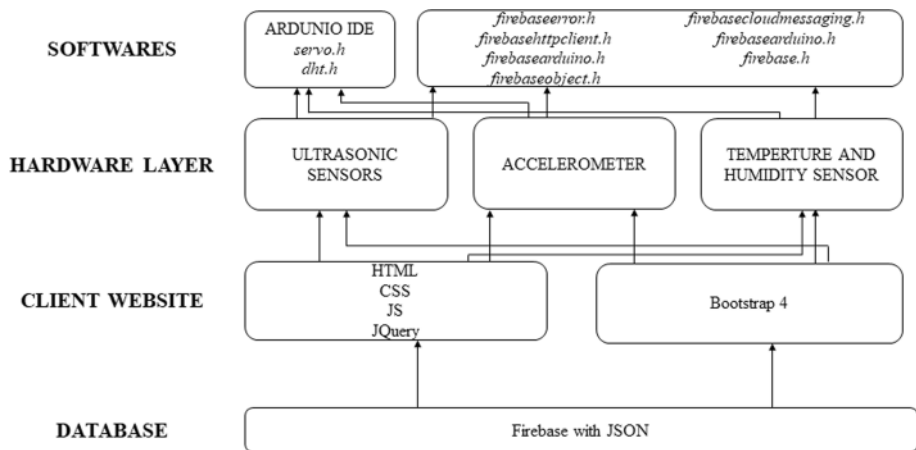 SOFTWARES
ARDUNIO IDE
servo.h
dht.h
firebaseerror.h
firebasehttpclient.h
firebasearduino.h
firebaseobject.h
firebasecloudmessaging.h
firebasearduino.h
firebase.h
HARDWARE LAYER
ULTRASONIC
SENSORS
ACCELEROMETER
TEMPERTURE AND
HUMIDITY SENSOR
CLIENT WEBSITE
HTML
CSS
JS
JQuery
Bootstrap 4
DATABASE
Firebase with JSON